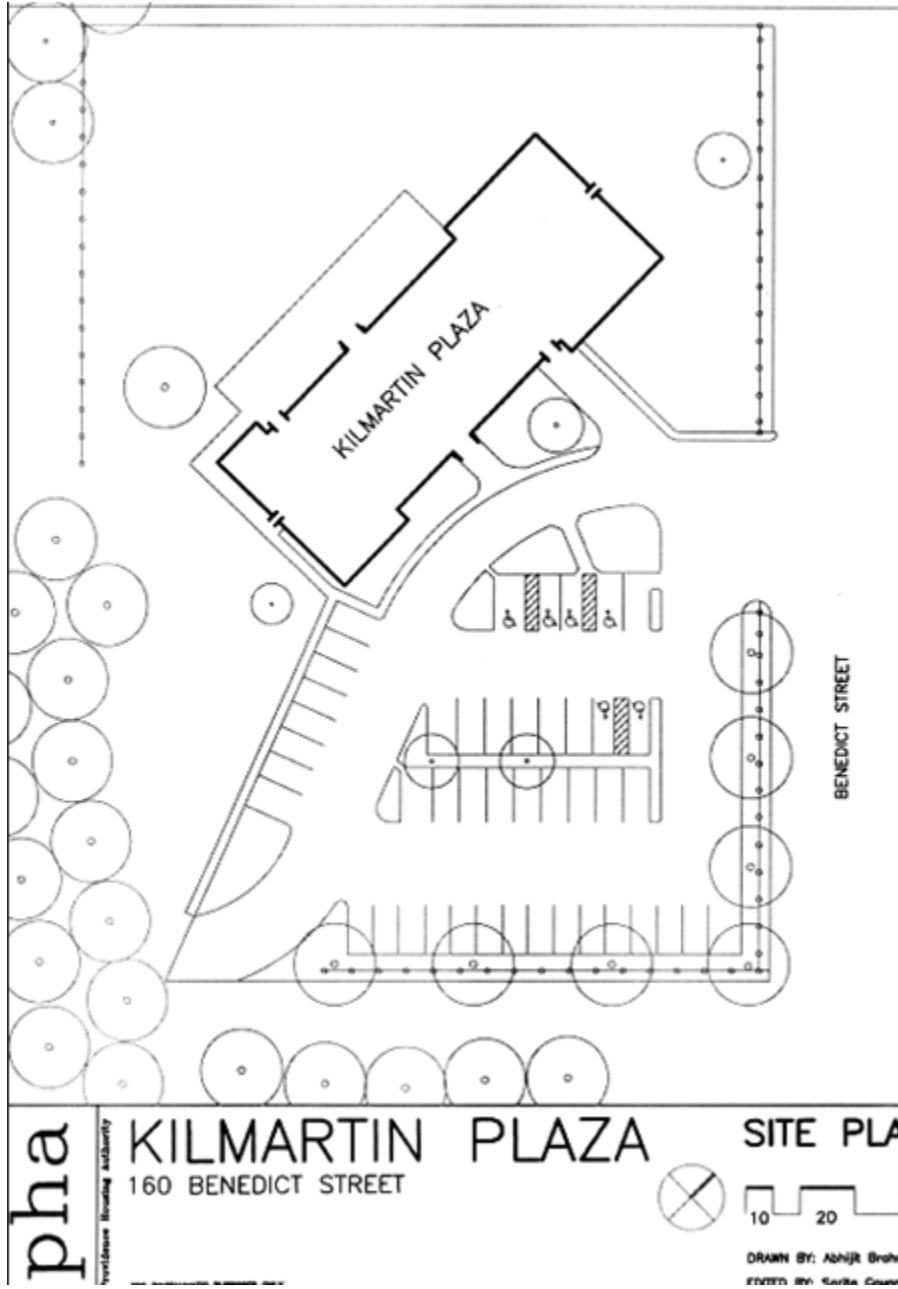 KILMARTIN PLAZA
BENEDICT STREET
pha
Providence Housing Authority
KILMARTIN PLAZA
160 BENEDICT STREET
SITE PLA
10 20
DRAWN BY: Abhijit
EDITED BY: